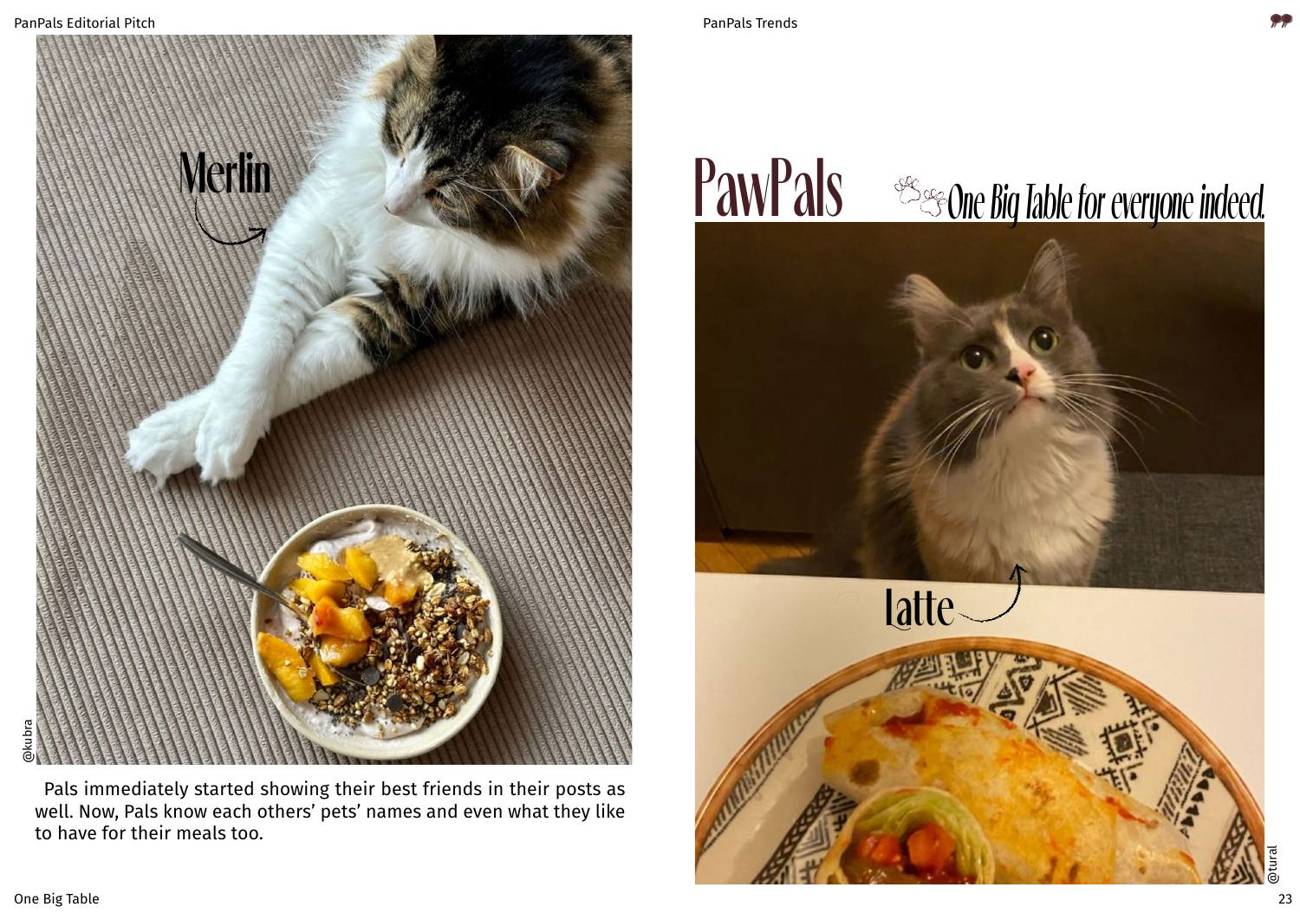 PanPals Editorial Pitch
Merlin
@kubra
Pals immediately started showing their best friends in their posts as
well. Now, Pals know each others’ pets’ names and even what they like
to have for their meals too.
One Big Table
PanPals Trends
PawPals
One Big Table for everyone indeed.
latte
@tural
23